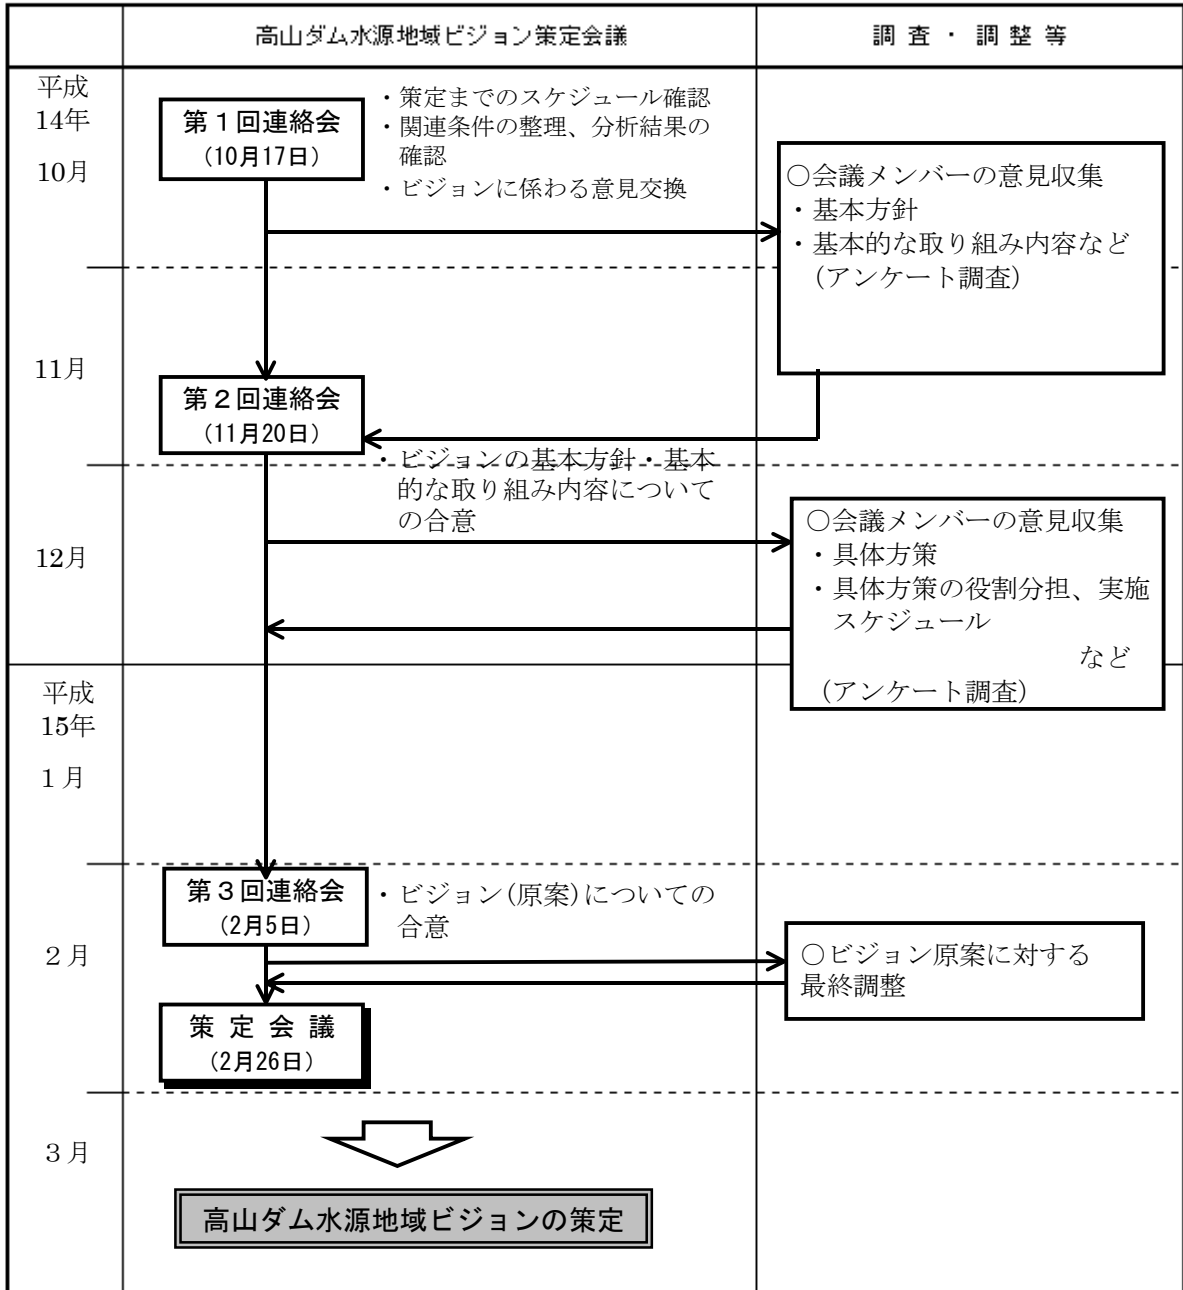 高山ダム水源地域ビジョン策定会議
調査・調整等
平成
14年
10月
第１回連絡会
(10月17日)
・策定までのスケジュール確認
・関連条件の整理、分析結果の
確認
・ビジョンに係わる意見交換
○会議メンバーの意見収集
・基本方針
・基本的な取り組み内容など
(アンケート調査)
11月
第２回連絡会
(11月20日)
・ビジョンの基本方針・基本
的な取り組み内容について
の合意
12月
○会議メンバーの意見収集
・具体方策
・具体方策の役割分担、実施
スケジュール
など
(アンケート調査)
平成
15年
１月
第３回連絡会
(2月5日)
・ビジョン(原案)についての
合意
２月
○ビジョン原案に対する
最終調整
策定会議
(2月26日)
３月
高山ダム水源地域ビジョンの策定